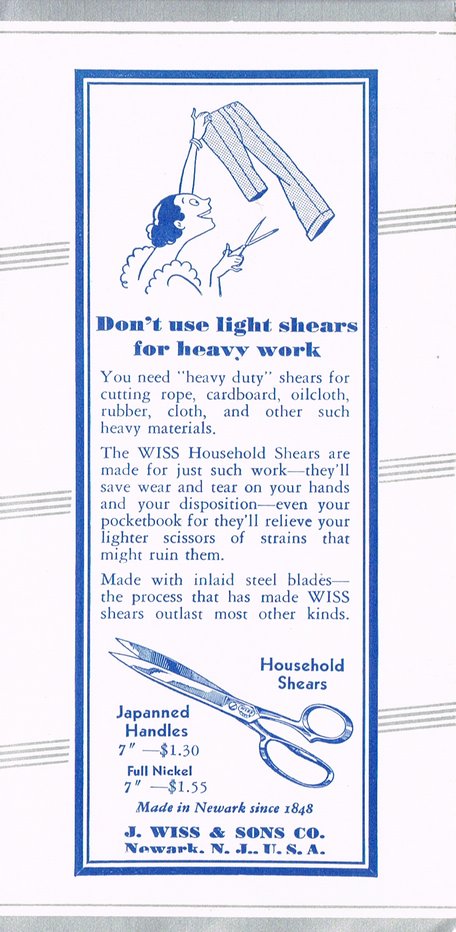 Don't use light shears
for heavy work
You need "heavy duty" shears for
cutting rope, cardboard, oilcloth,
rubber, cloth, and other such
heavy materials.
The WISS Household Shears are
made for just such work—they'll
save wear and tear on your hands
and your disposition—even your
pocketbook for they'll relieve your
lighter scissors of strains that
might ruin them.
Made with inlaid steel blades—
the process that has made WISS
shears outlast most other kinds.
Household
Shears
WISS
Japanned
Handles
7" —$1.30
Full Nickel
7" —$1.55
Made in Newark since 1848
J. WISS & SONS CO.
Newark, N. J., U. S. A.